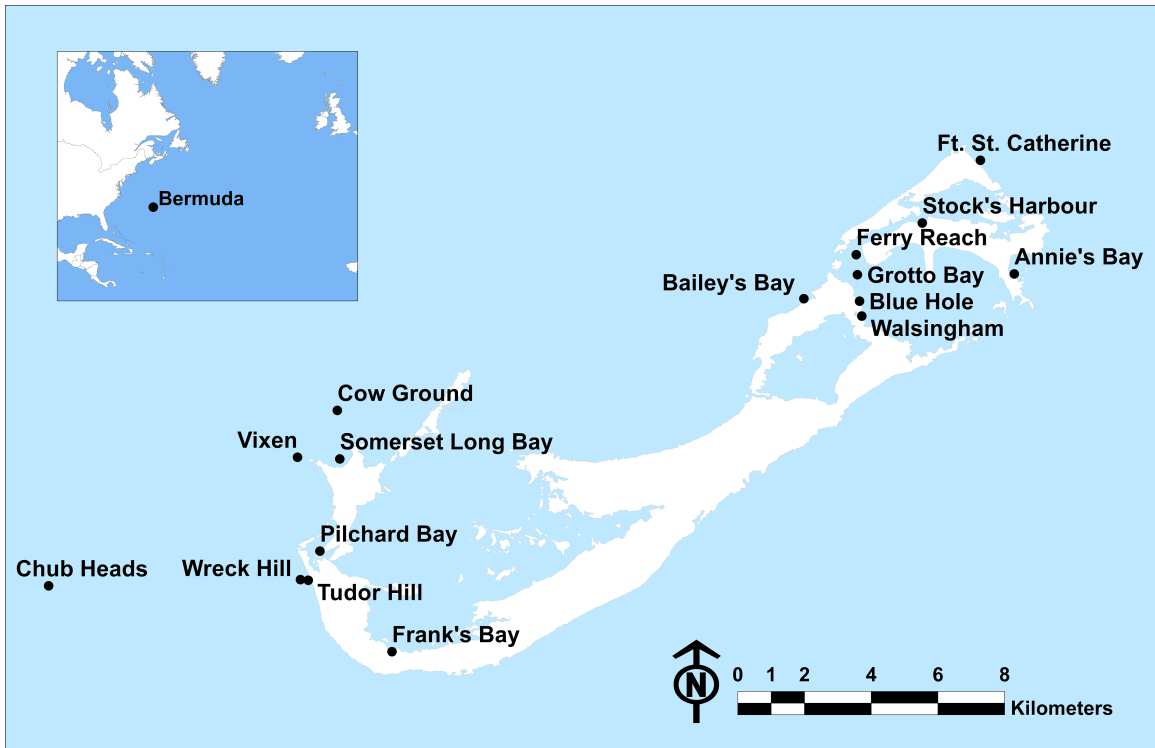 Bermuda
Ft. St. Catherine
Stock's Harbour
Ferry Reach
Annie's Bay
Grotto Bay
Bailey's Bay
Blue Hole
Walsingham
Cow Ground
Vixen
Somerset Long Bay
Pilchard Bay
Chub Heads
Wreck Hill
Tudor Hill
Frank's Bay
N
0 1 2 4 6 8
Kilometers